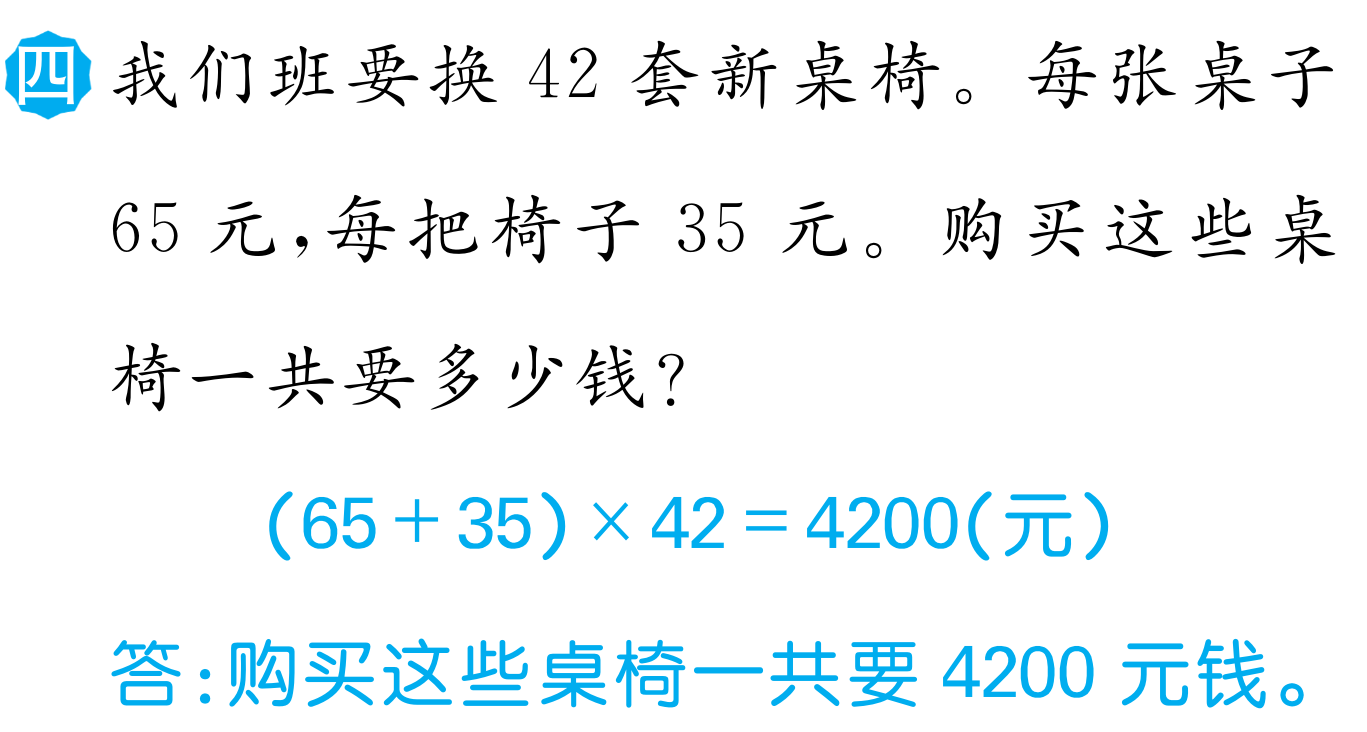 四 我们班要换 42 套新桌椅。每张桌子
65 元,每把椅子 35 元。购买这些桌
椅一共要多少钱?
(65+35)×42=4200(元)
答:购买这些桌椅一共要 4200 元钱。